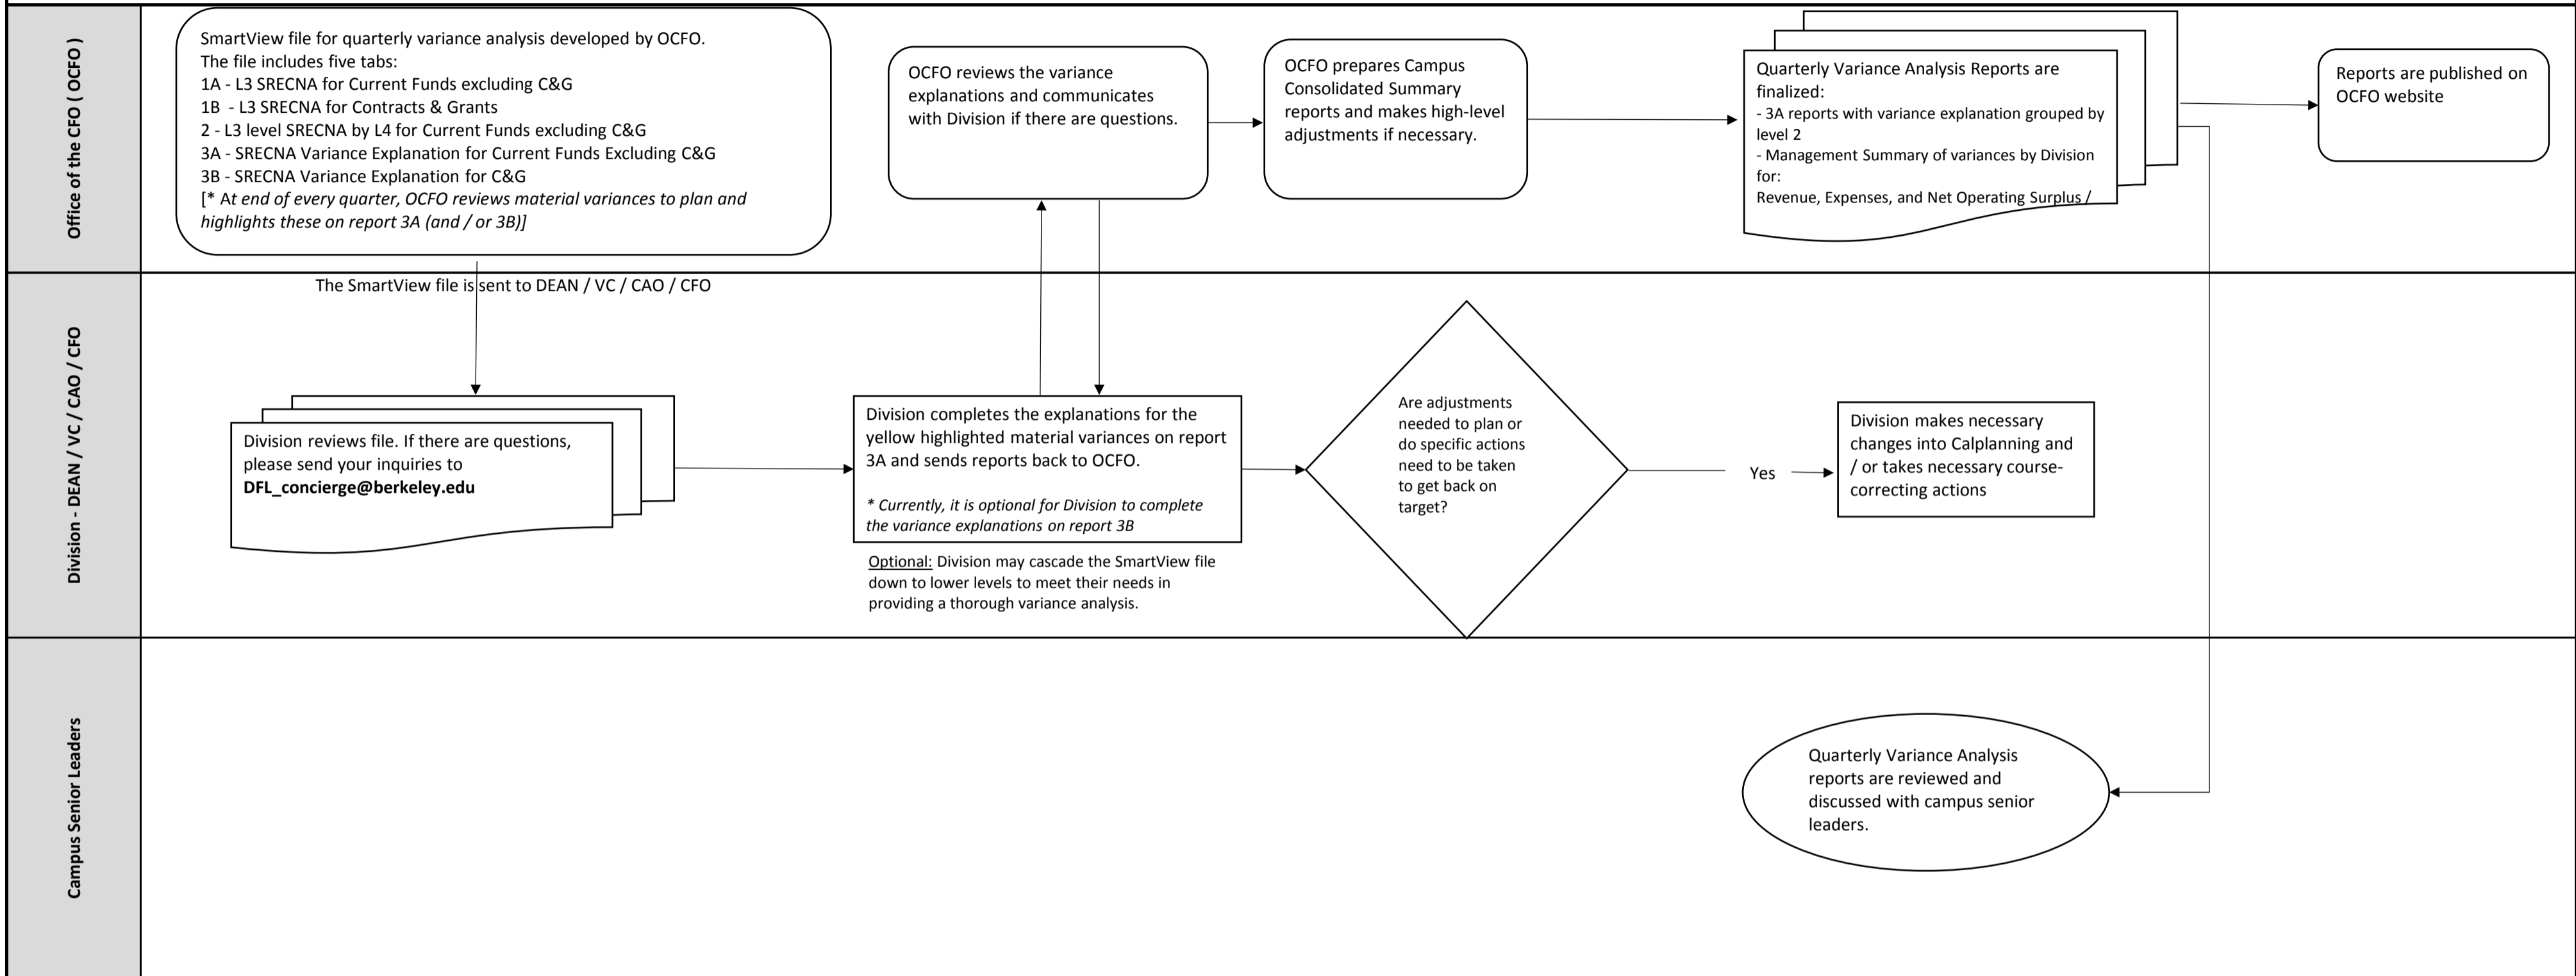 Office of the CFO ( OCFO )
SmartView file for quarterly variance analysis developed by OCFO.
The file includes five tabs:
1A - L3 SRECNA for Current Funds excluding C&G
1B  - L3 SRECNA for Contracts & Grants
2 - L3 level SRECNA by L4 for Current Funds excluding C&G
3A - SRECNA Variance Explanation for Current Funds Excluding C&G
3B - SRECNA Variance Explanation for C&G
[* At end of every quarter, OCFO reviews material variances to plan and
highlights these on report 3A (and / or 3B)]
OCFO reviews the variance
explanations and communicates
with Division if there are questions.
OCFO prepares Campus
Consolidated Summary
reports and makes high-level
adjustments if necessary.
Quarterly Variance Analysis Reports are
finalized:
- 3A reports with variance explanation grouped by
level 2
- Management Summary of variances by Division
for:
Revenue, Expenses, and Net Operating Surplus /
Reports are published on
OCFO website
Division - DEAN / VC / CAO / CFO
The SmartView file is sent to DEAN / VC / CAO / CFO
Division reviews file. If there are questions,
please send your inquiries to
DFL_concierge@berkeley.edu
Division completes the explanations for the
yellow highlighted material variances on report
3A and sends reports back to OCFO.
* Currently, it is optional for Division to complete
the variance explanations on report 3B
Optional: Division may cascade the SmartView file
down to lower levels to meet their needs in
providing a thorough variance analysis.
Are adjustments
needed to plan or
do specific actions
need to be taken
to get back on
target?
Yes
Division makes necessary
changes into Calplanning and
/ or takes necessary course-
correcting actions
Campus Senior Leaders
Quarterly Variance Analysis
reports are reviewed and
discussed with campus senior
leaders.